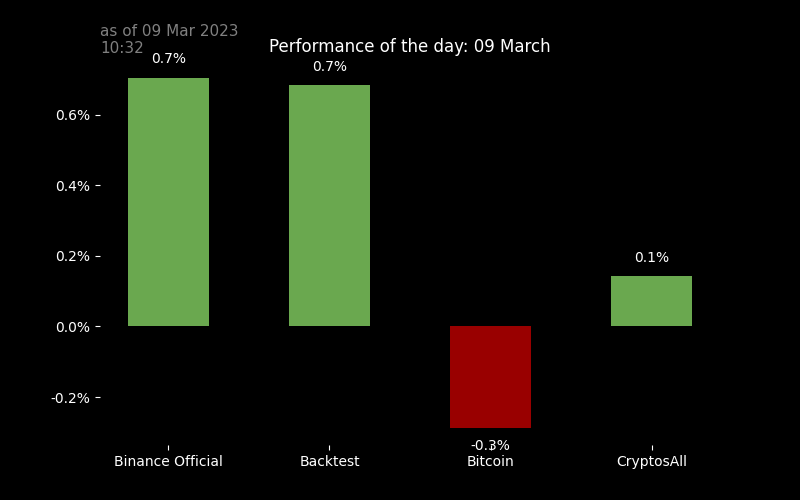 as of 09 Mar 2023
10:32
Performance of the day: 09 March
0.7%
0.7%
0.6%
0.4%
0.2%
0.1%
0.0%
-0.2%
-0.3%
Binance Official
Backtest
Bitcoin
CryptosAll